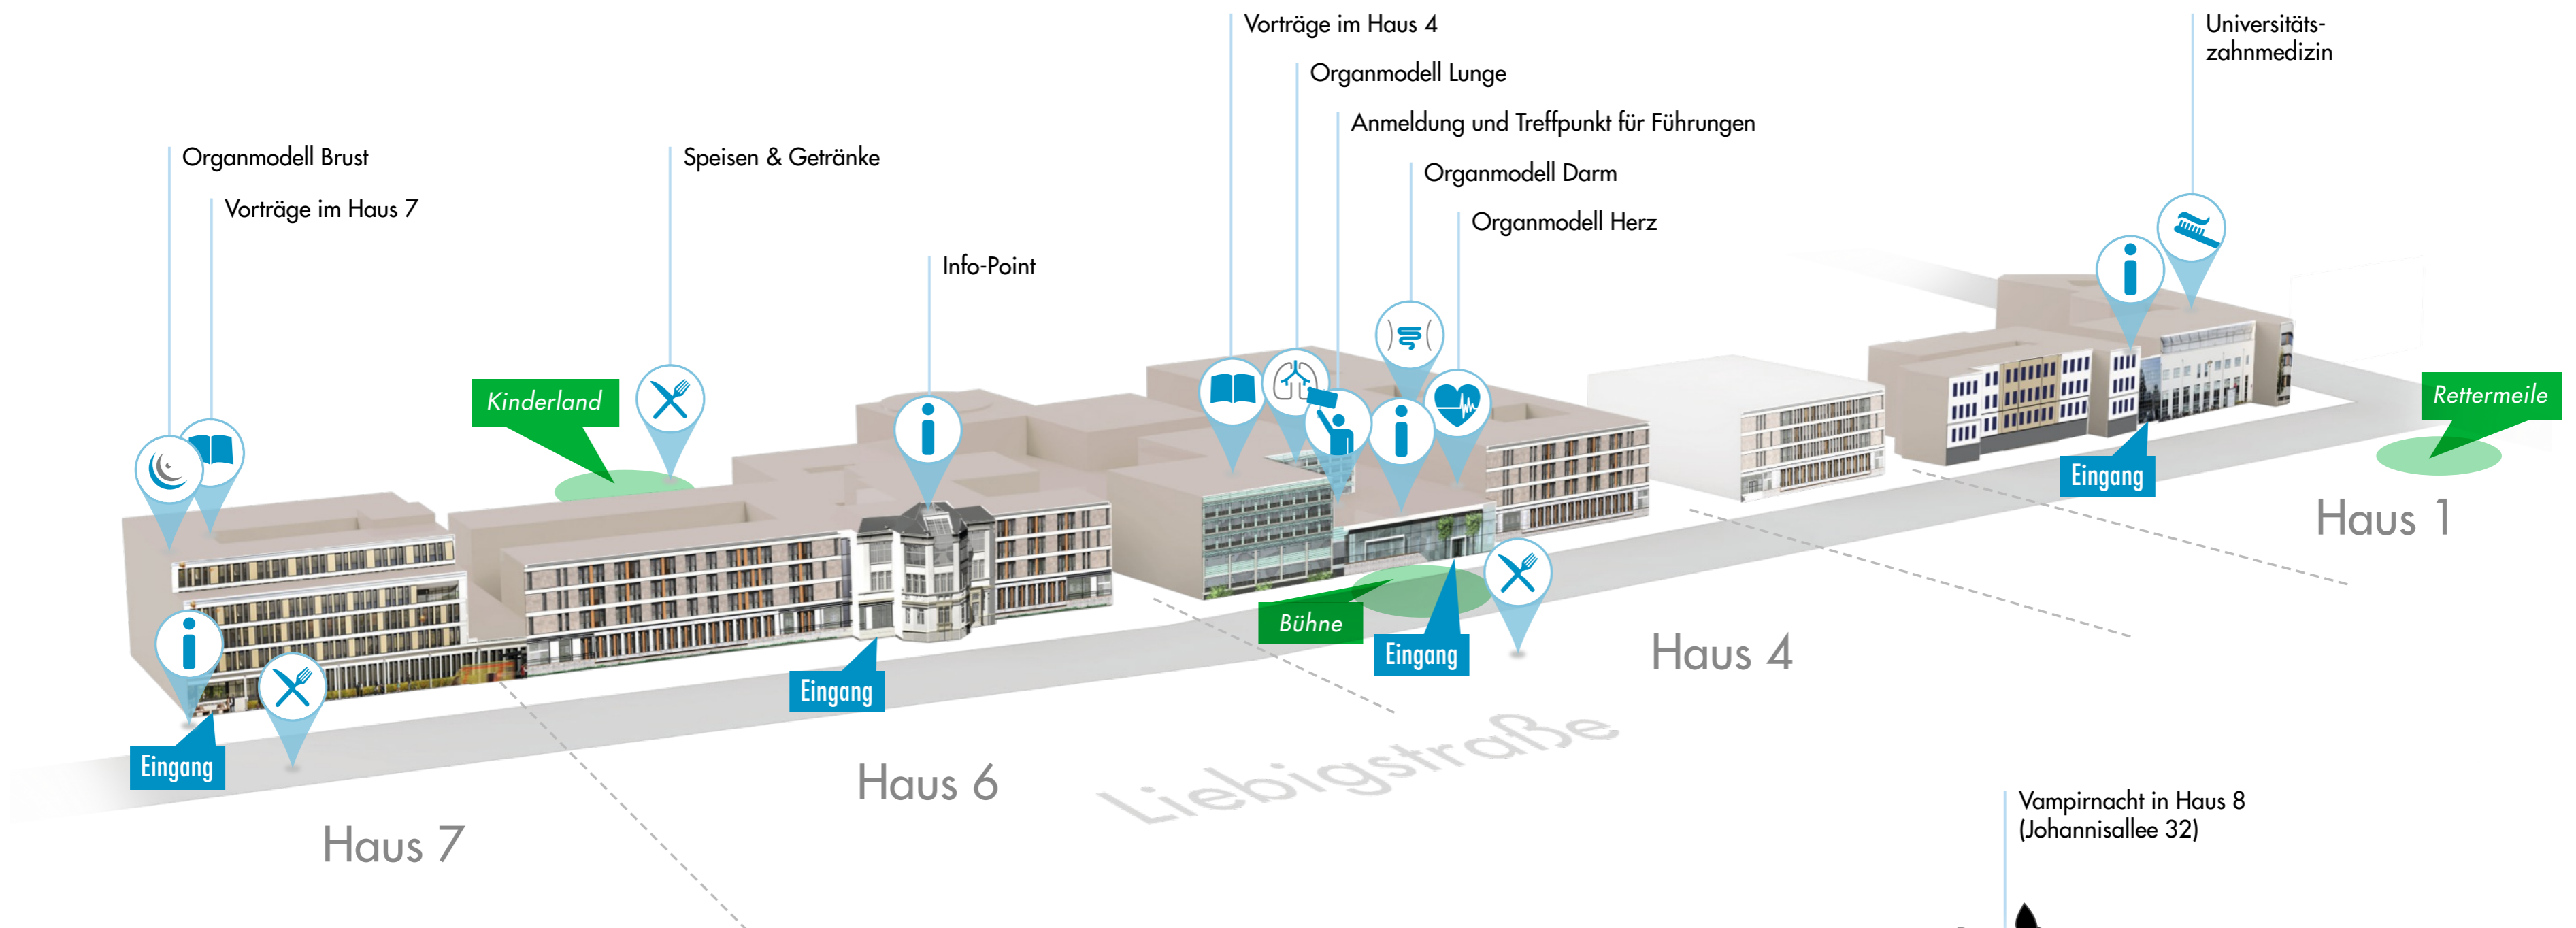 Vorträge im Haus 4
Universitäts-
zahnmedizin
Organmodell Lunge
Anmeldung und Treffpunkt für Führungen
Organmodell Brust
Speisen & Getränke
Organmodell Darm
Vorträge im Haus 7
Organmodell Herz
Info-Point
Kinderland
Rettermeile
Eingang
Haus 1
Bühne
Eingang
Haus 4
Eingang
Eingang
Haus 6
Liebigstraße
Haus 7
Vampirnacht in Haus 8
(Johannisallee 32)